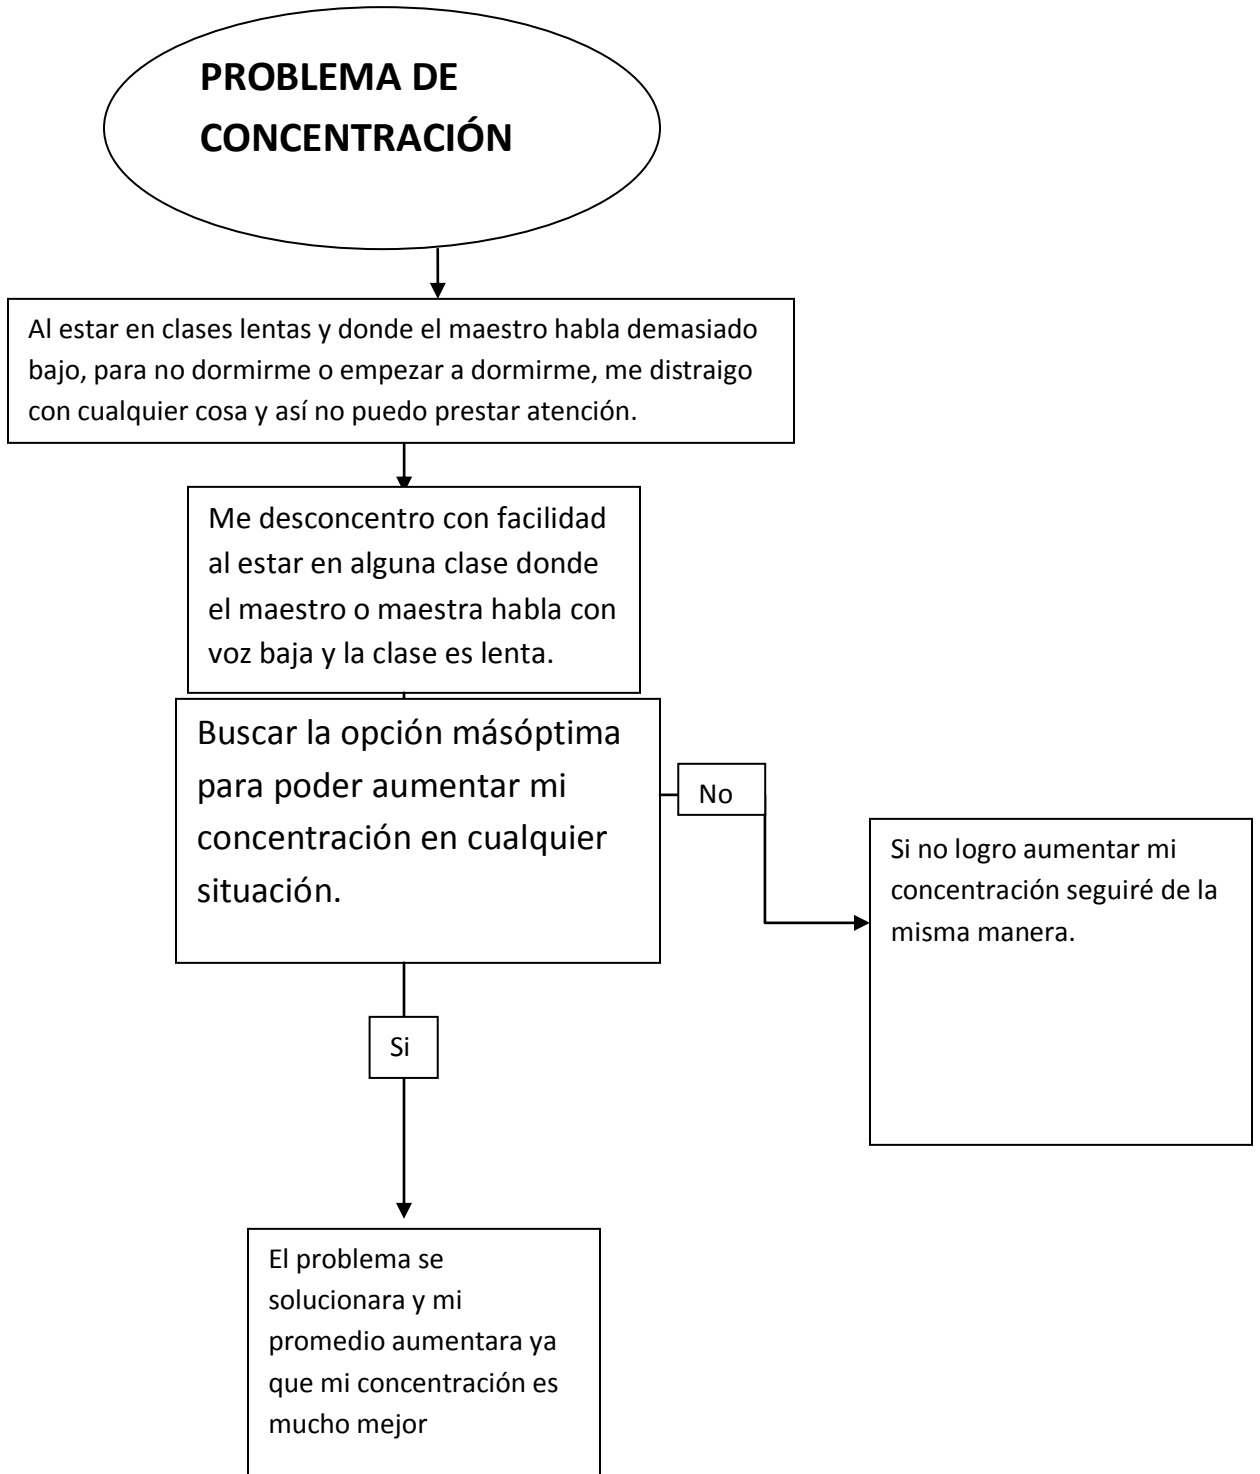 PROBLEMA DE
CONCENTRACIÓN
Al estar en clases lentas y donde el maestro habla demasiado
bajo, para no dormirme o empezar a dormirme, me distraigo
con cualquier cosa y así no puedo prestar atención.
Me desconcentro con facilidad
al estar en alguna clase donde
el maestro o maestra habla con
voz baja y la clase es lenta.
Buscar la opción másóptima
para poder aumentar mi
concentración en cualquier
situación.
No
Si no logro aumentar mi
concentración seguiré de la
misma manera.
Si
El problema se
solucionara y mi
promedio aumentara ya
que mi concentración es
mucho mejor